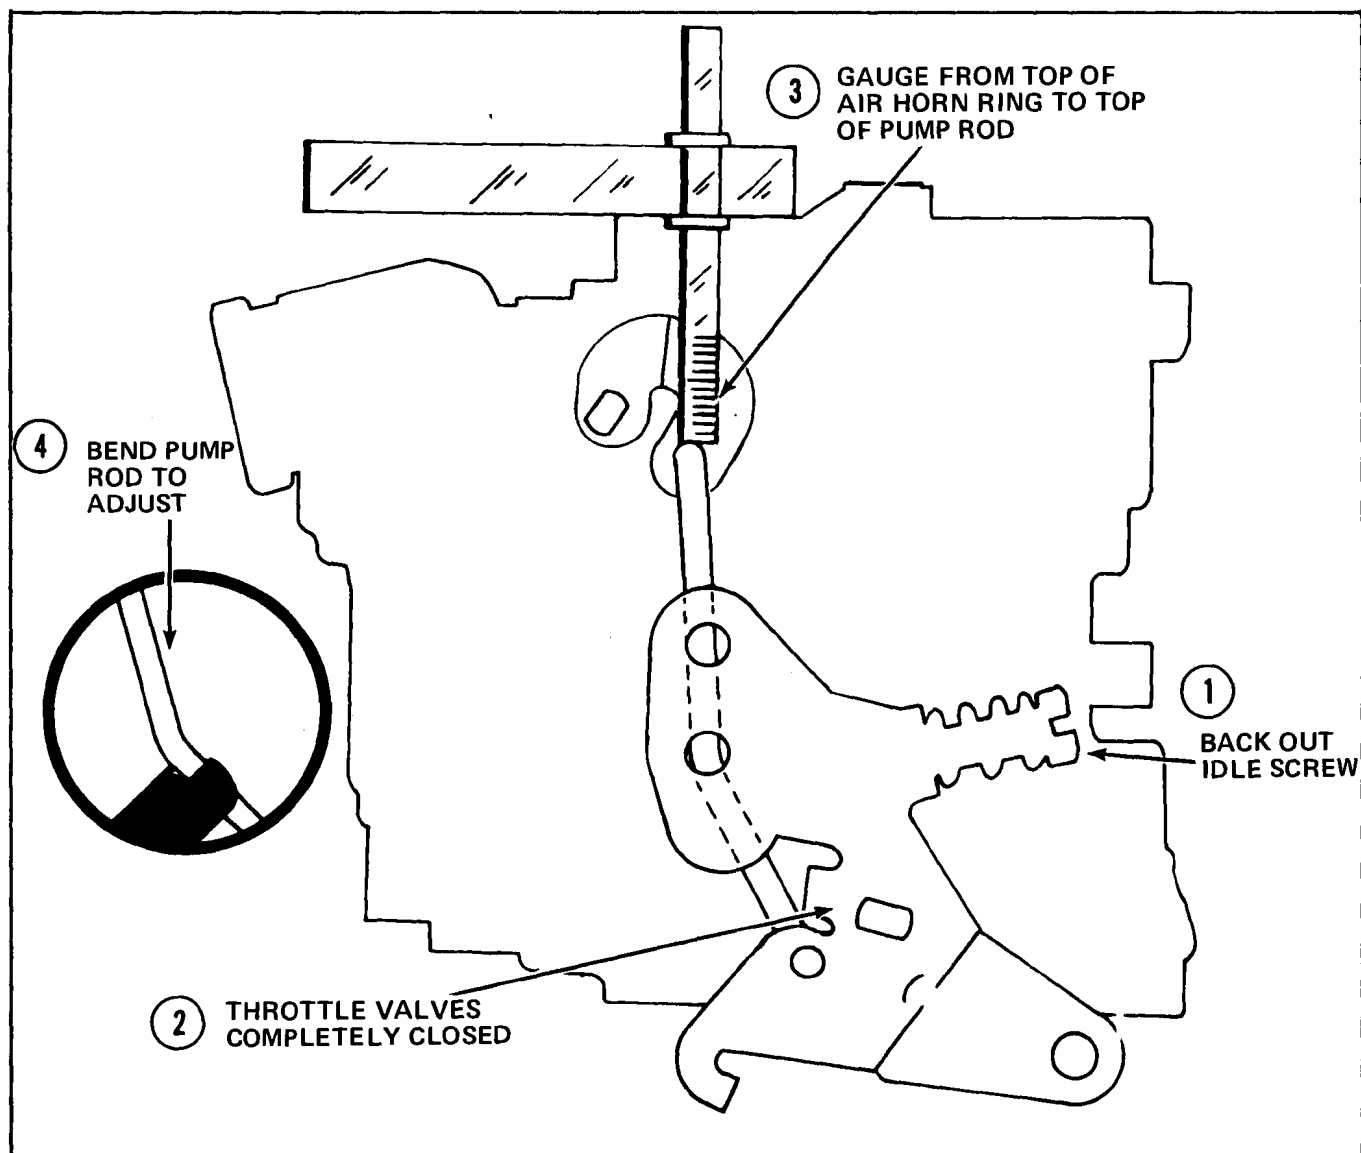 3 GAUGE FROM TOP OF
AIR HORN RING TO TOP
OF PUMP ROD
4 BEND PUMP
ROD TO
ADJUST
1
BACK OUT
IDLE SCREW
2 THROTTLE VALVES
COMPLETELY CLOSED